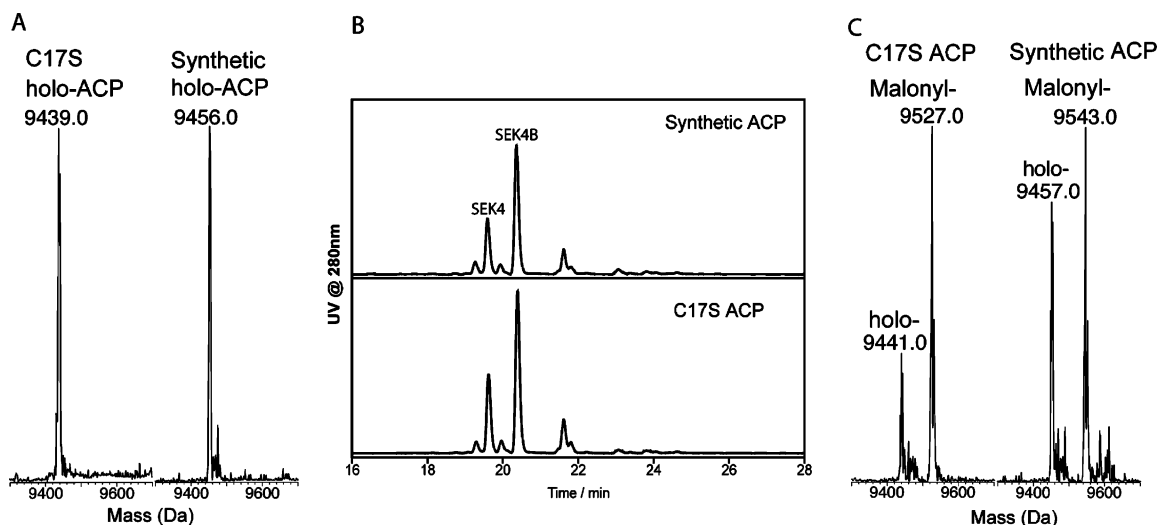 A
C17S
holo-ACP
9439.0
Synthetic
holo-ACP
9456.0
9400
9600
9400
9600
Mass (Da)
B
Synthetic ACP
SEK4B
SEK4
C17S ACP
UV @ 280nm
16
18
20
22
24
26
28
Time / min
C
C17S ACP
Malonyl-
9527.0
holo-
9441.0
Synthetic ACP
Malonyl-
9543.0
holo-
9457.0
9400
9600
9400
9600
Mass (Da)